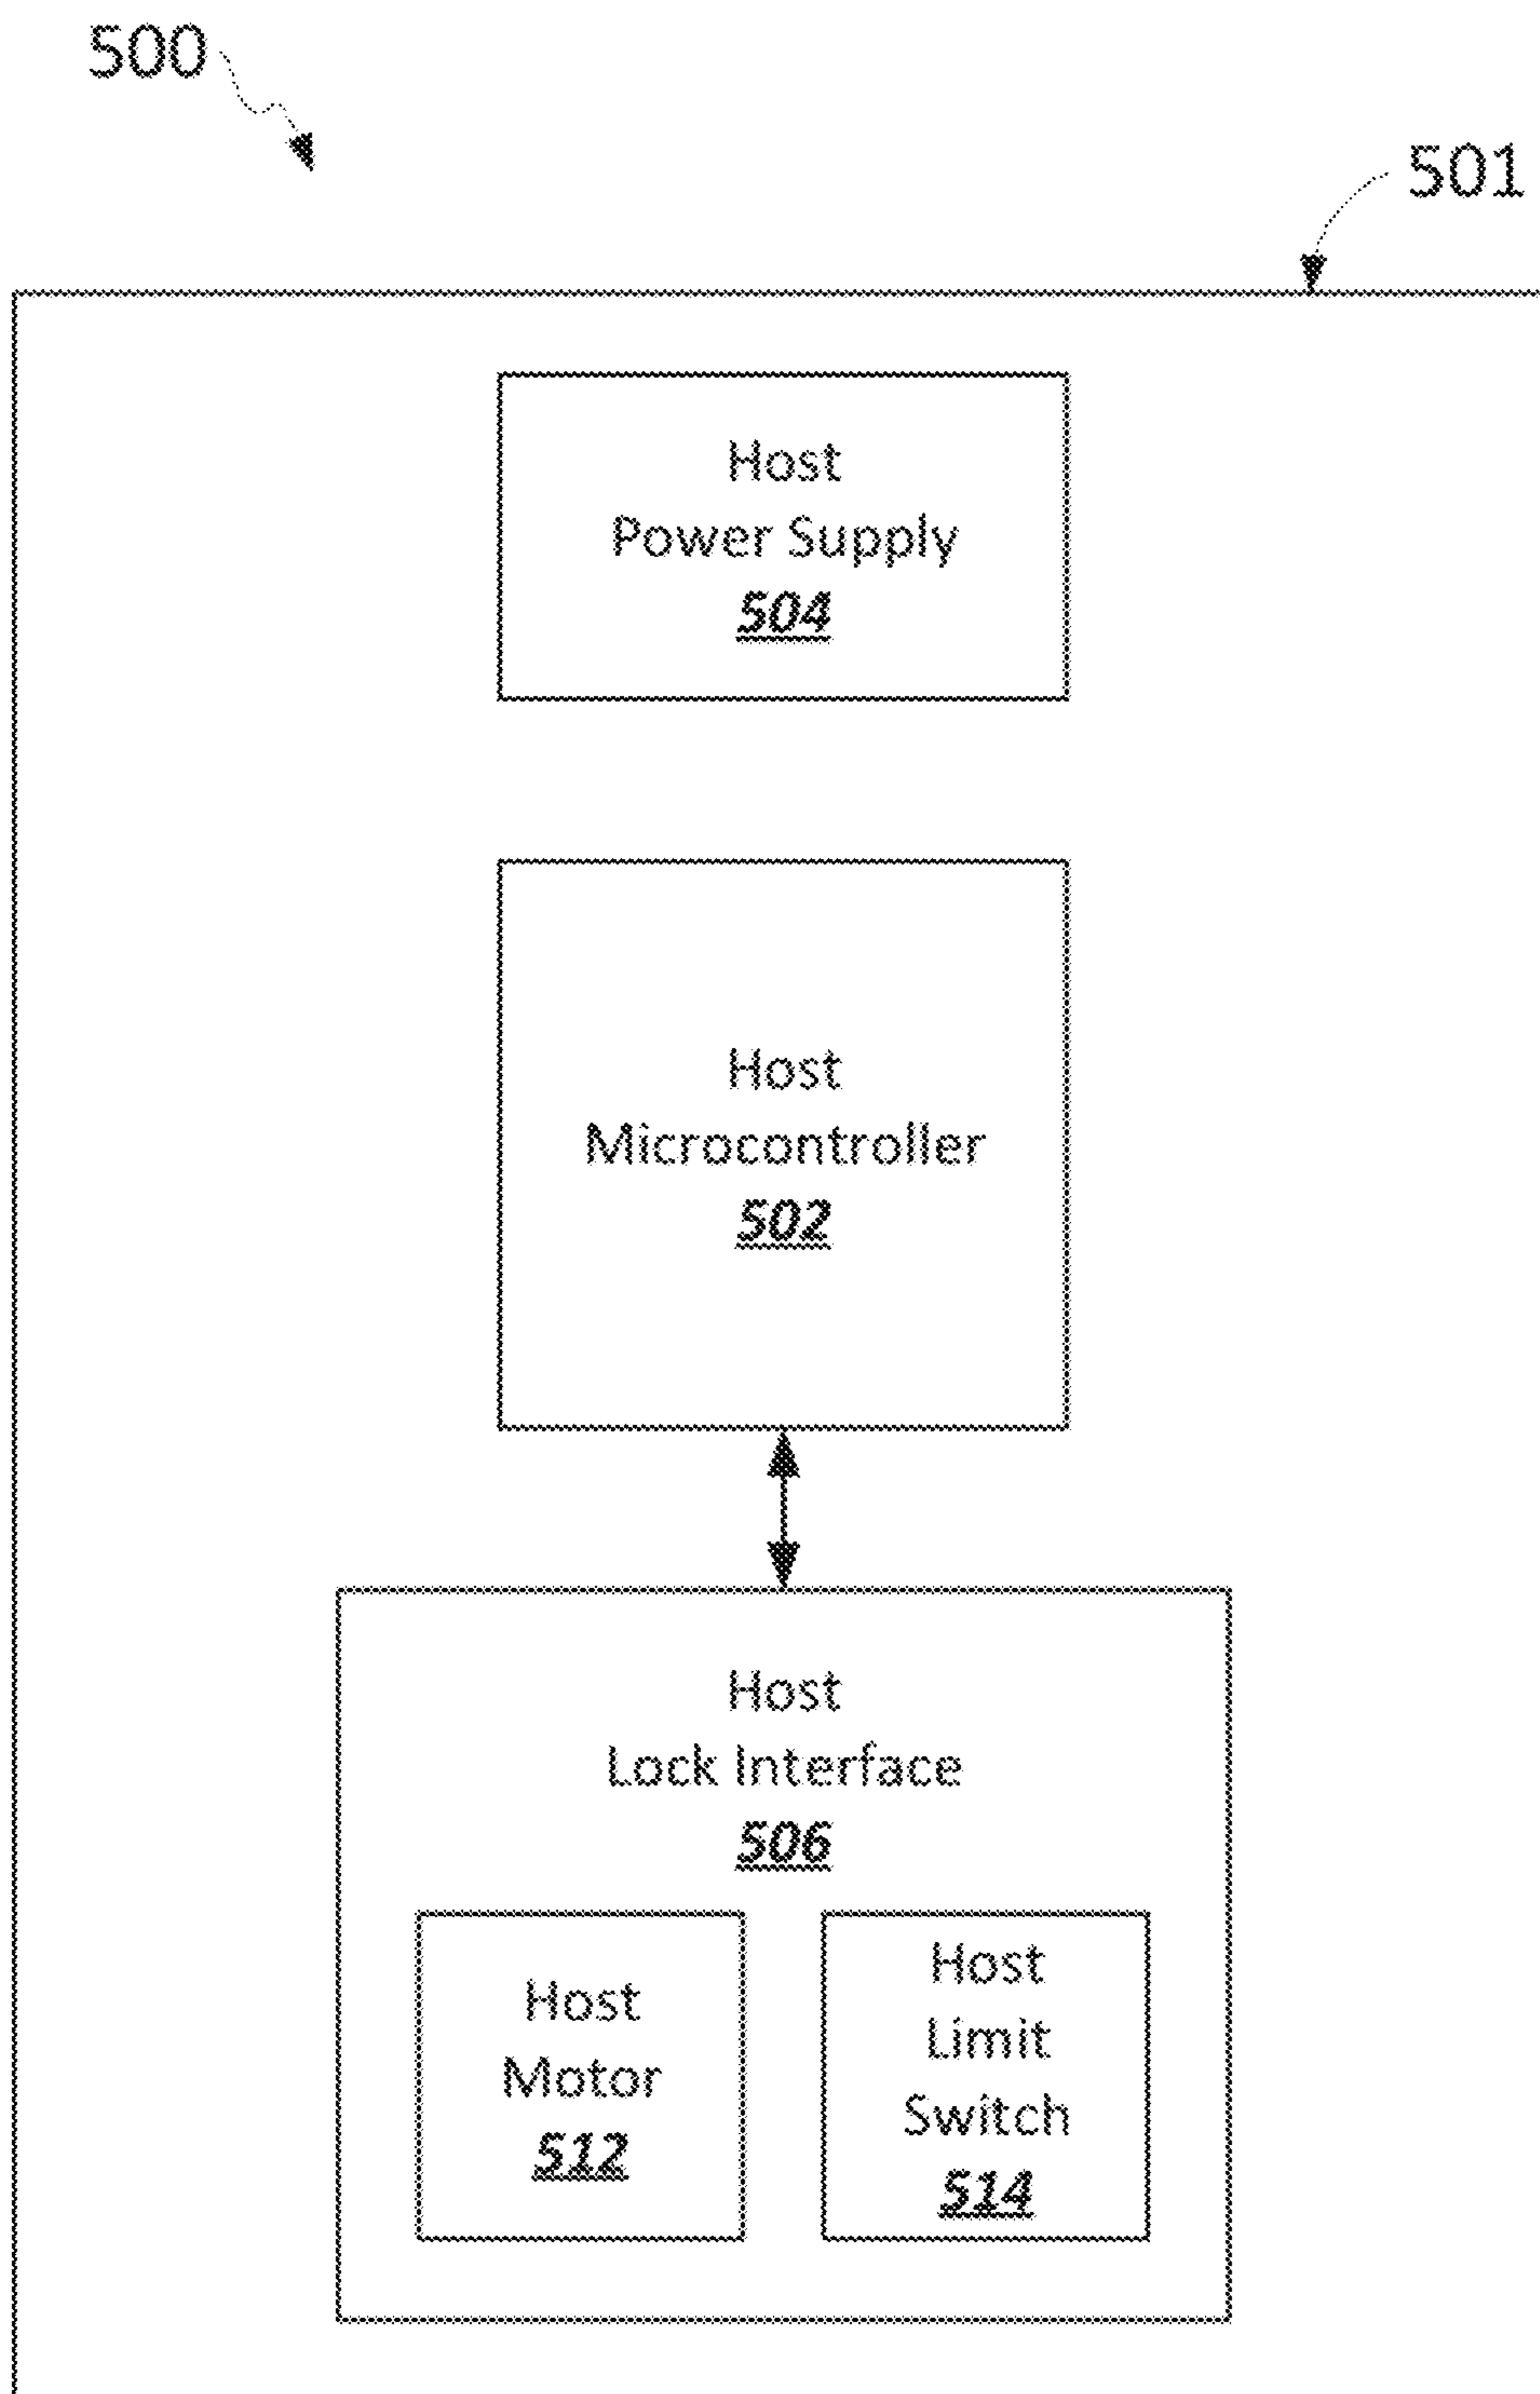 500
501
Host
Power Supply
504
Host
Microcontroller
502
Host
Lock Interface
506
Host
Motor
512
Host
Limit
Switch
514